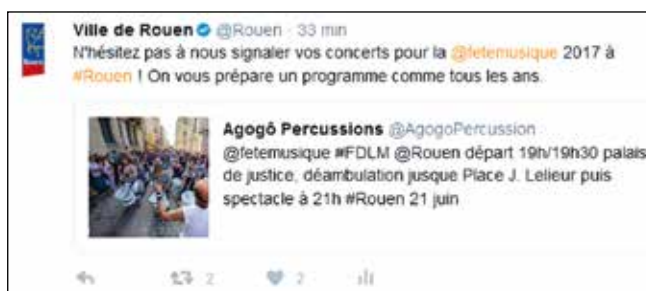 Ville de Rouen @Rouen · 33 min
N'hésitez pas à nous signaler vos concerts pour la @fetemusique 2017 à
#Rouen ! On vous prépare un programme comme tous les ans.
Agogô Percussions @AgogoPercussion
@fetemusique #FDLM @Rouen départ 19h/19h30 palais
de justice, déambulation jusque Place J. Lelieur puis
spectacle à 21h #Rouen 21 juin
2 2